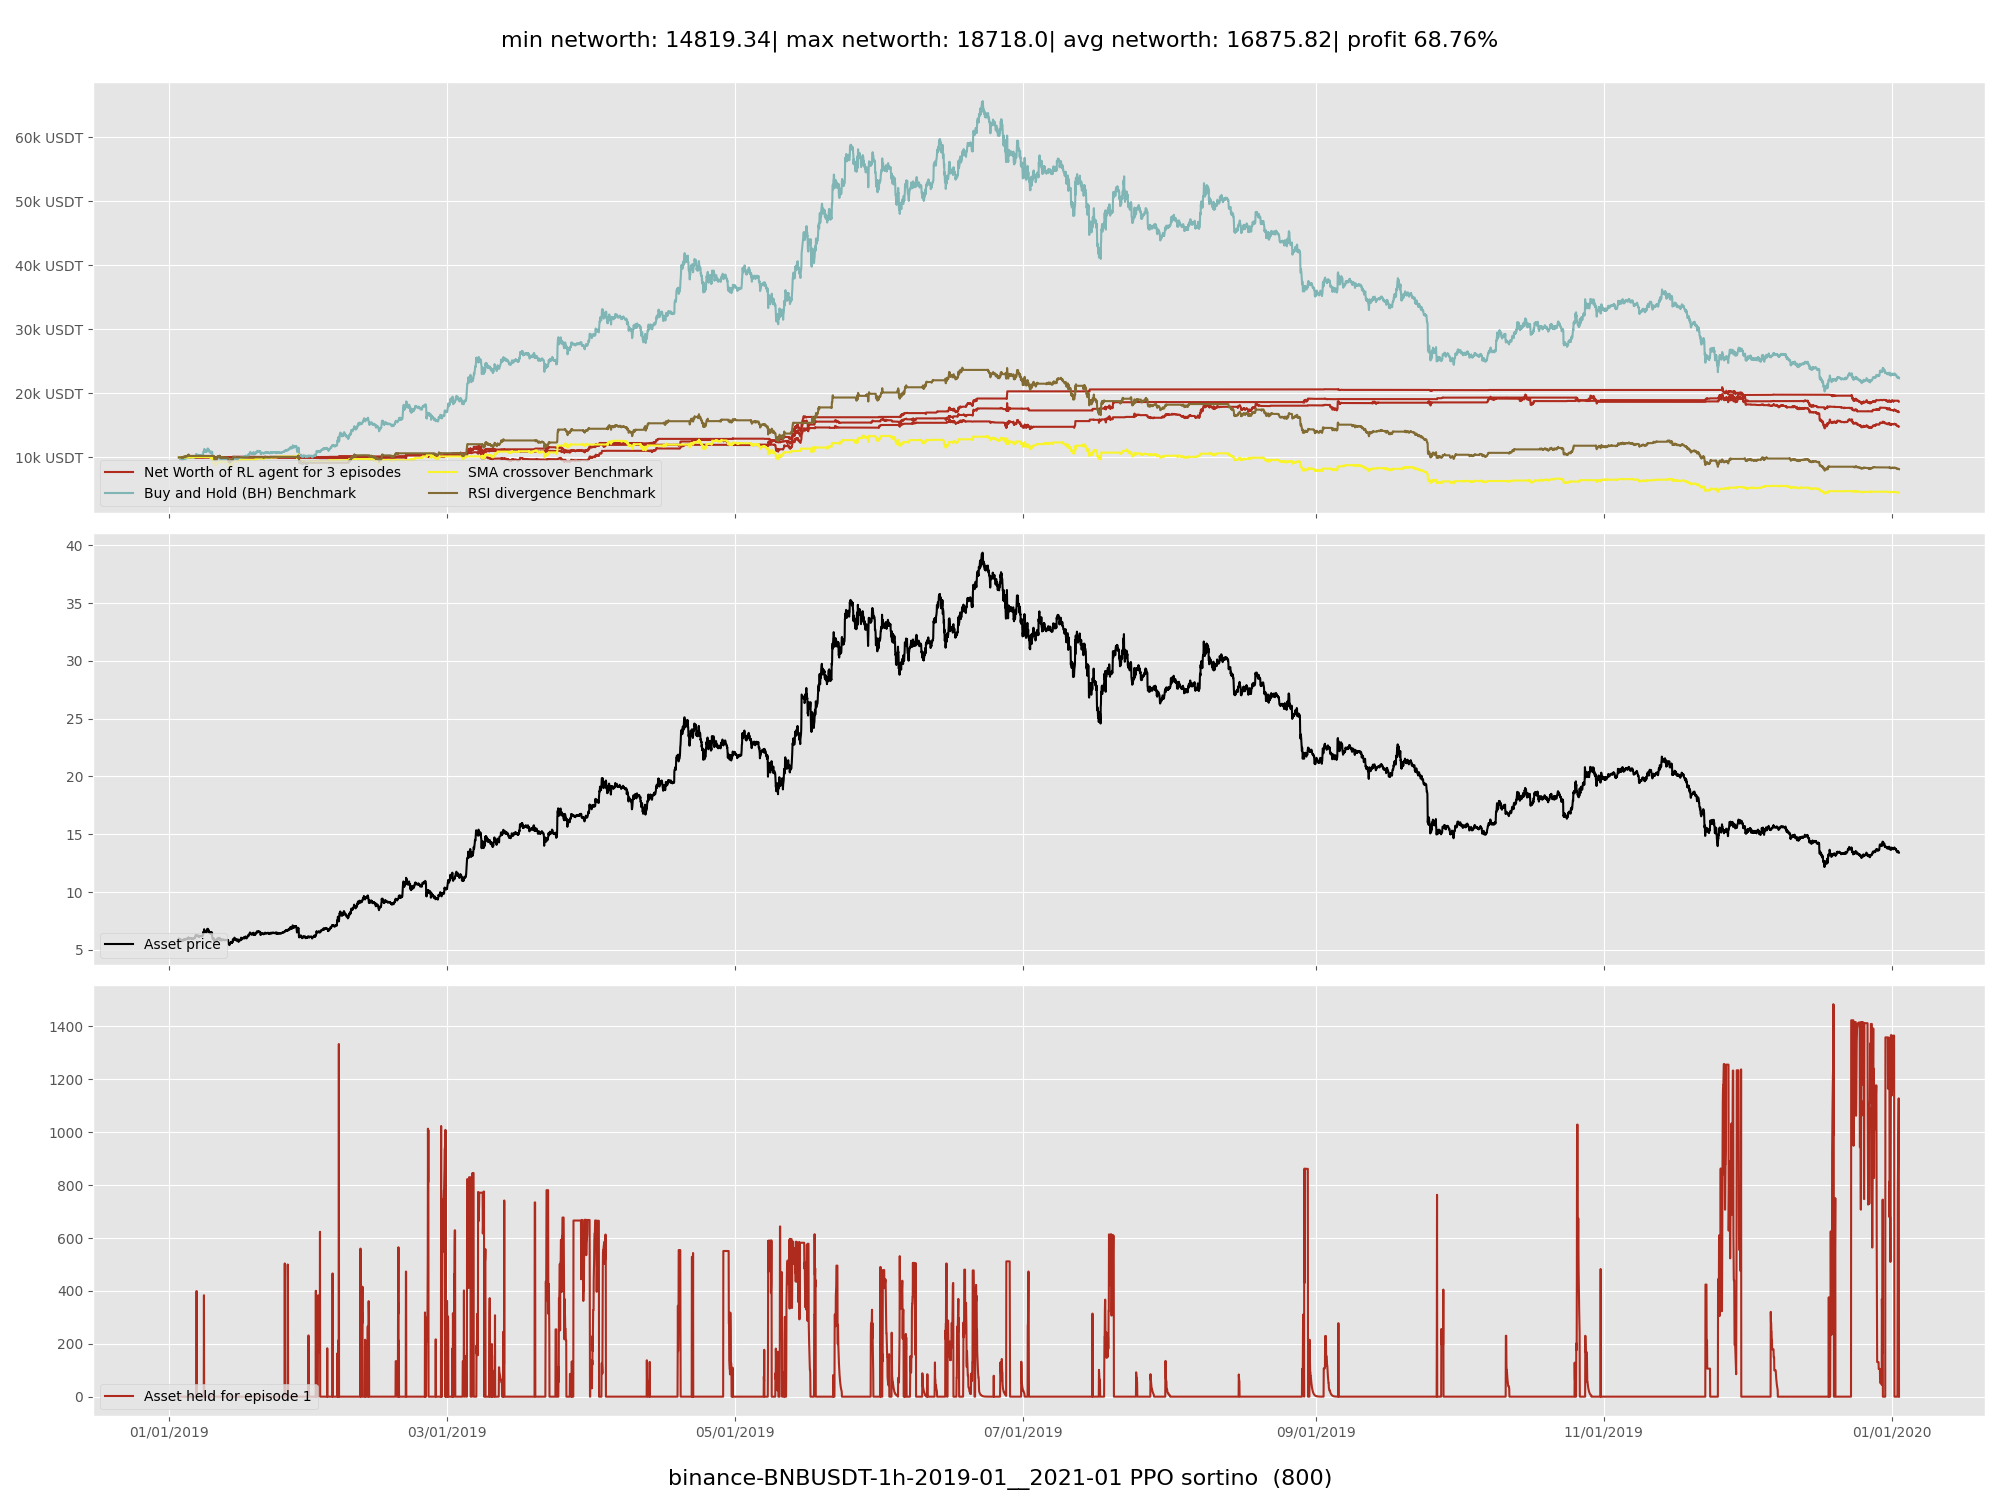 min networth: 14819.34| max networth: 18718.0| avg networth: 16875.82| profit 68.76%
60k USDT
50k USDT
40k USDT
30k USDT
20k USDT
10k USDT
Net Worth of RL agent for 3 episodes
Buy and Hold (BH) Benchmark
SMA crossover Benchmark
RSI divergence Benchmark
40
35
30
25
20
15
10
5
Asset price
1400
1200
1000
800
600
400
200
0
Asset held for episode 1
01/01/2019
03/01/2019
05/01/2019
07/01/2019
09/01/2019
11/01/2019
01/01/2020
binance-BNBUSDT-1h-2019-01__2021-01 PPO sortino  (800)